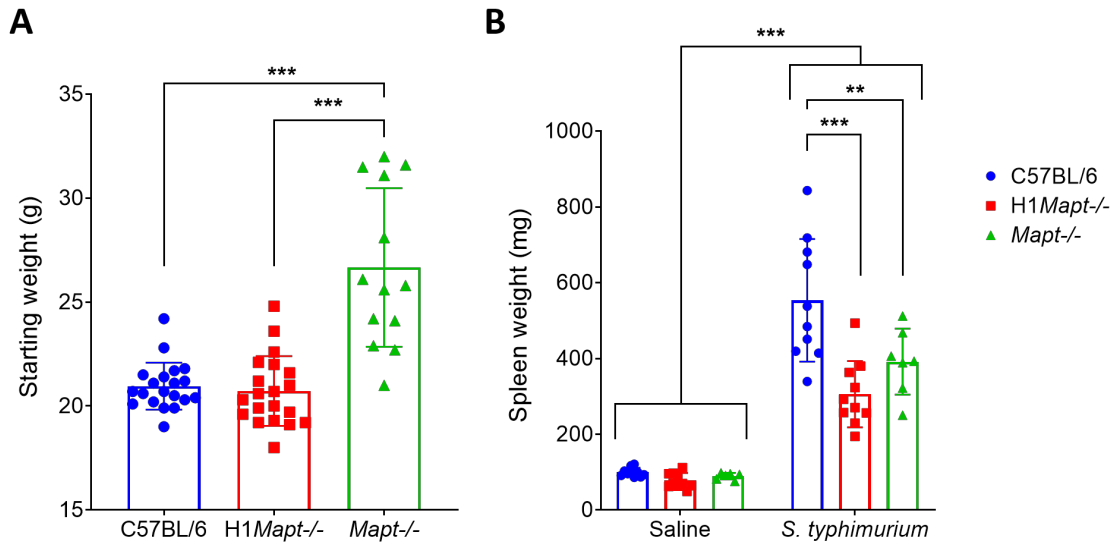 A
***
***
35
30
25
20
15
Starting weight (g)
C57BL/6
H1Mapt-/-
Mapt-/-
B
***
**
***
1000
800
600
400
200
0
Spleen weight (mg)
Saline
S. typhimurium
C57BL/6
H1Mapt-/-
Mapt-/-